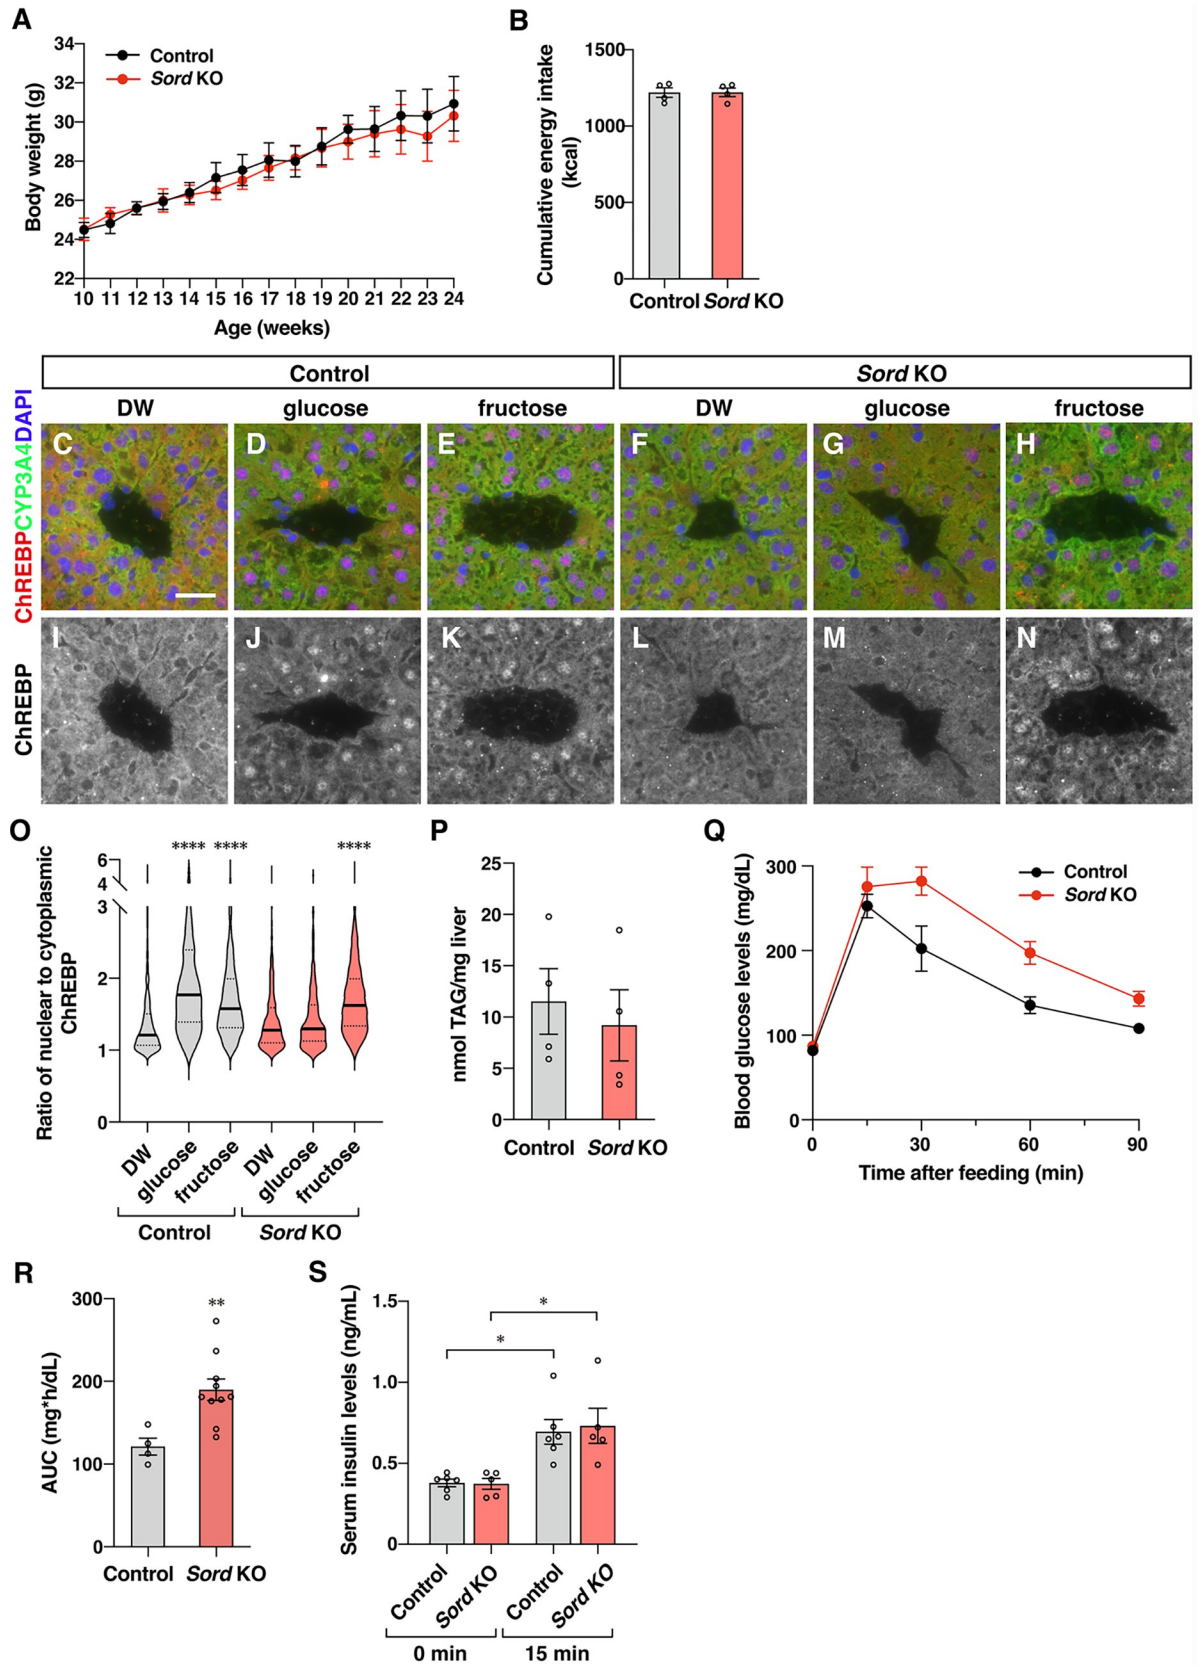 A
34
32
30
28
26
24
22
Body weight (g)
Control
Sord KO
10 11 12 13 14 15 16 17 18 19 20 21 22 23 24
Age (weeks)
B
1500
1000
500
0
Cumulative energy intake
(kcal)
Control Sord KO
Control
Sord KO
DW glucose fructose DW glucose fructose
ChREBPCYP3A4DAPI
C D E F G H
ChREBP
I J K L M N
O
Ratio of nuclear to cytoplasmic
ChREBP
6
4
3
2
1
0
**** **** ****
DW glucose fructose DW glucose fructose
Control Sord KO
P
nmol TAG/mg liver
25
20
15
10
5
0
Control Sord KO
Q
Blood glucose levels (mg/dL)
300
200
100
0
Control
Sord KO
0 30 60 90
Time after feeding (min)
R
AUC (mg*h/dL)
300
200
100
0
**
Control Sord KO
S
Serum insulin levels (ng/mL)
1.5
1.0
0.5
0
*
*
Control Sord KO Control Sord KO
0 min 15 min